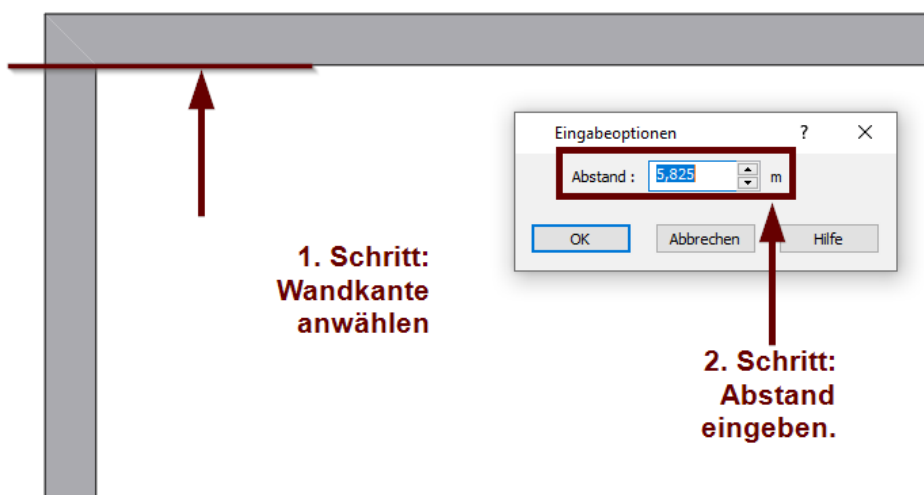 Eingabeoptionen ? X
Abstand : 5,825 m
OK Abbrechen Hilfe
1. Schritt:
Wandkante
anwählen
2. Schritt:
Abstand
eingeben.